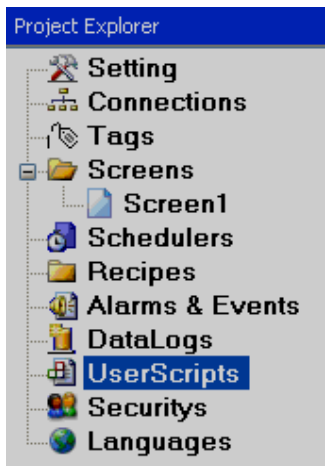 Project Explorer
Setting
Connections
Tags
Screens
Screen1
Schedulers
Recipes
Alarms & Events
DataLogs
UserScripts
Securitys
Languages